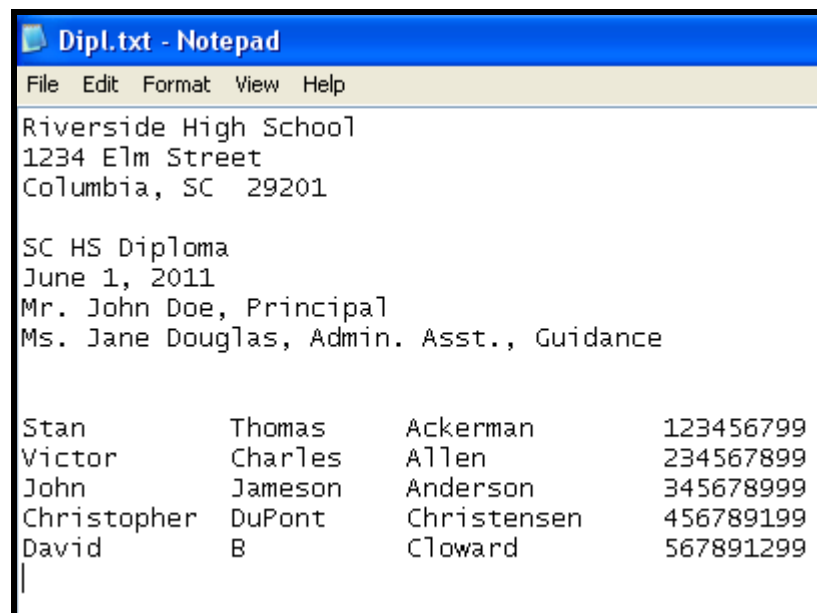 Dipl.txt - Notepad
File Edit Format View Help
Riverside High School
1234 Elm Street
Columbia, SC  29201
SC HS Diploma
June 1, 2011
Mr. John Doe, Principal
Ms. Jane Douglas, Admin. Asst., Guidance
Stan Thomas Ackerman 123456799
Victor Charles Allen 234567899
John Jameson Anderson 345678999
Christopher DuPont Christensen 456789199
David B Cloward 567891299